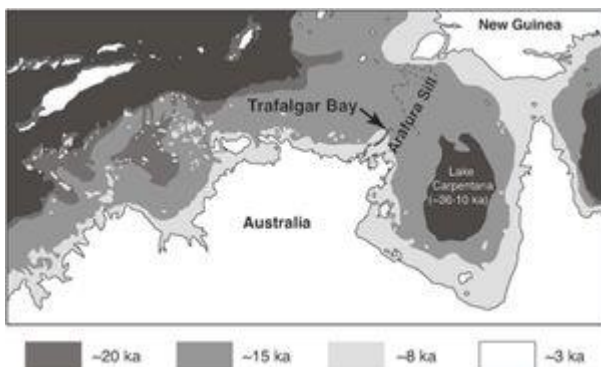 New Guinea
Trafalgar Bay
Arafura Sill
Lake
Carpentaria
(~36-10 ka)
Australia
~20 ka
~15 ka
~8 ka
~3 ka